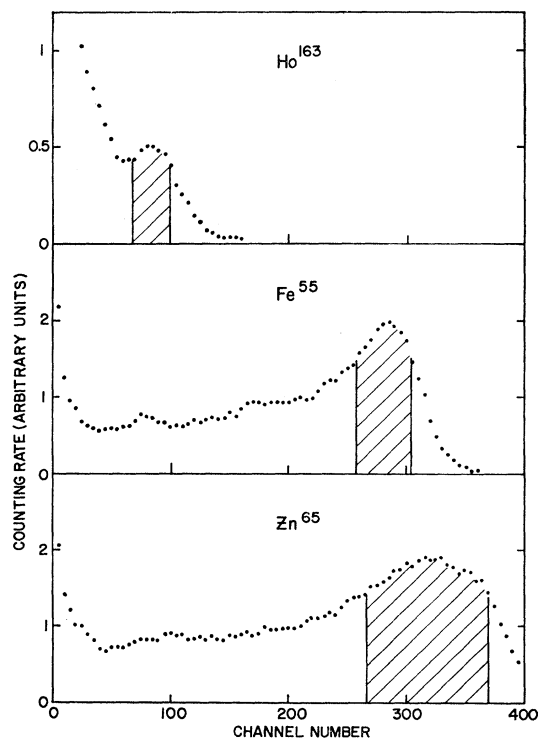 Ho163
1
0.5
0
Fe55
2
1
0
Zn65
2
1
0
0 100 200 300 400
CHANNEL NUMBER
COUNTING RATE (ARBITRARY UNITS)